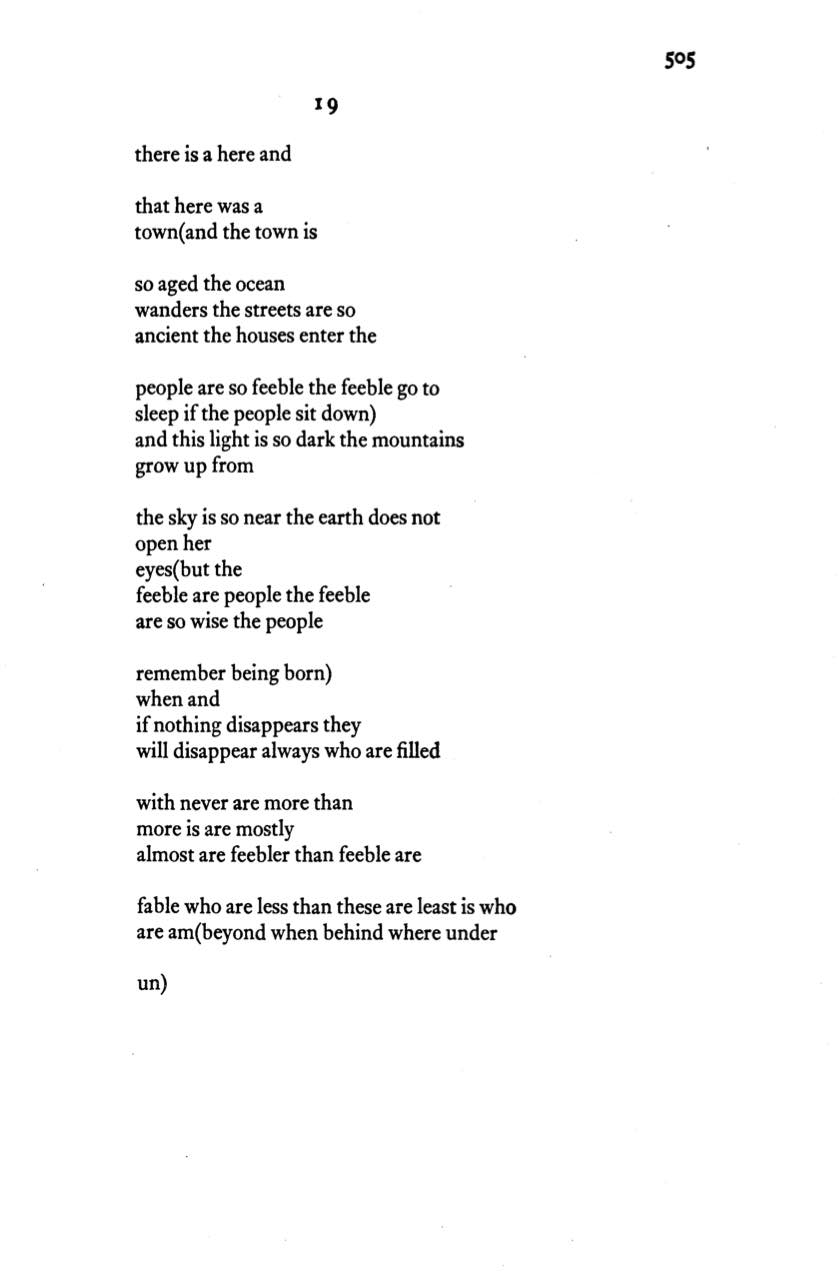 505
19
there is a here and
that here was a
town(and the town is
so aged the ocean
wanders the streets are so
ancient the houses enter the
people are so feeble the feeble go to
sleep if the people sit down)
and this light is so dark the mountains
grow up from
the sky is so near the earth does not
open her
eyes(but the
feeble are people the feeble
are so wise the people
remember being born)
when and
if nothing disappears they
will disappear always who are filled
with never are more than
more is are mostly
almost are feebler than feeble are
fable who are less than these are least is who
are am(beyond when behind where under
un)